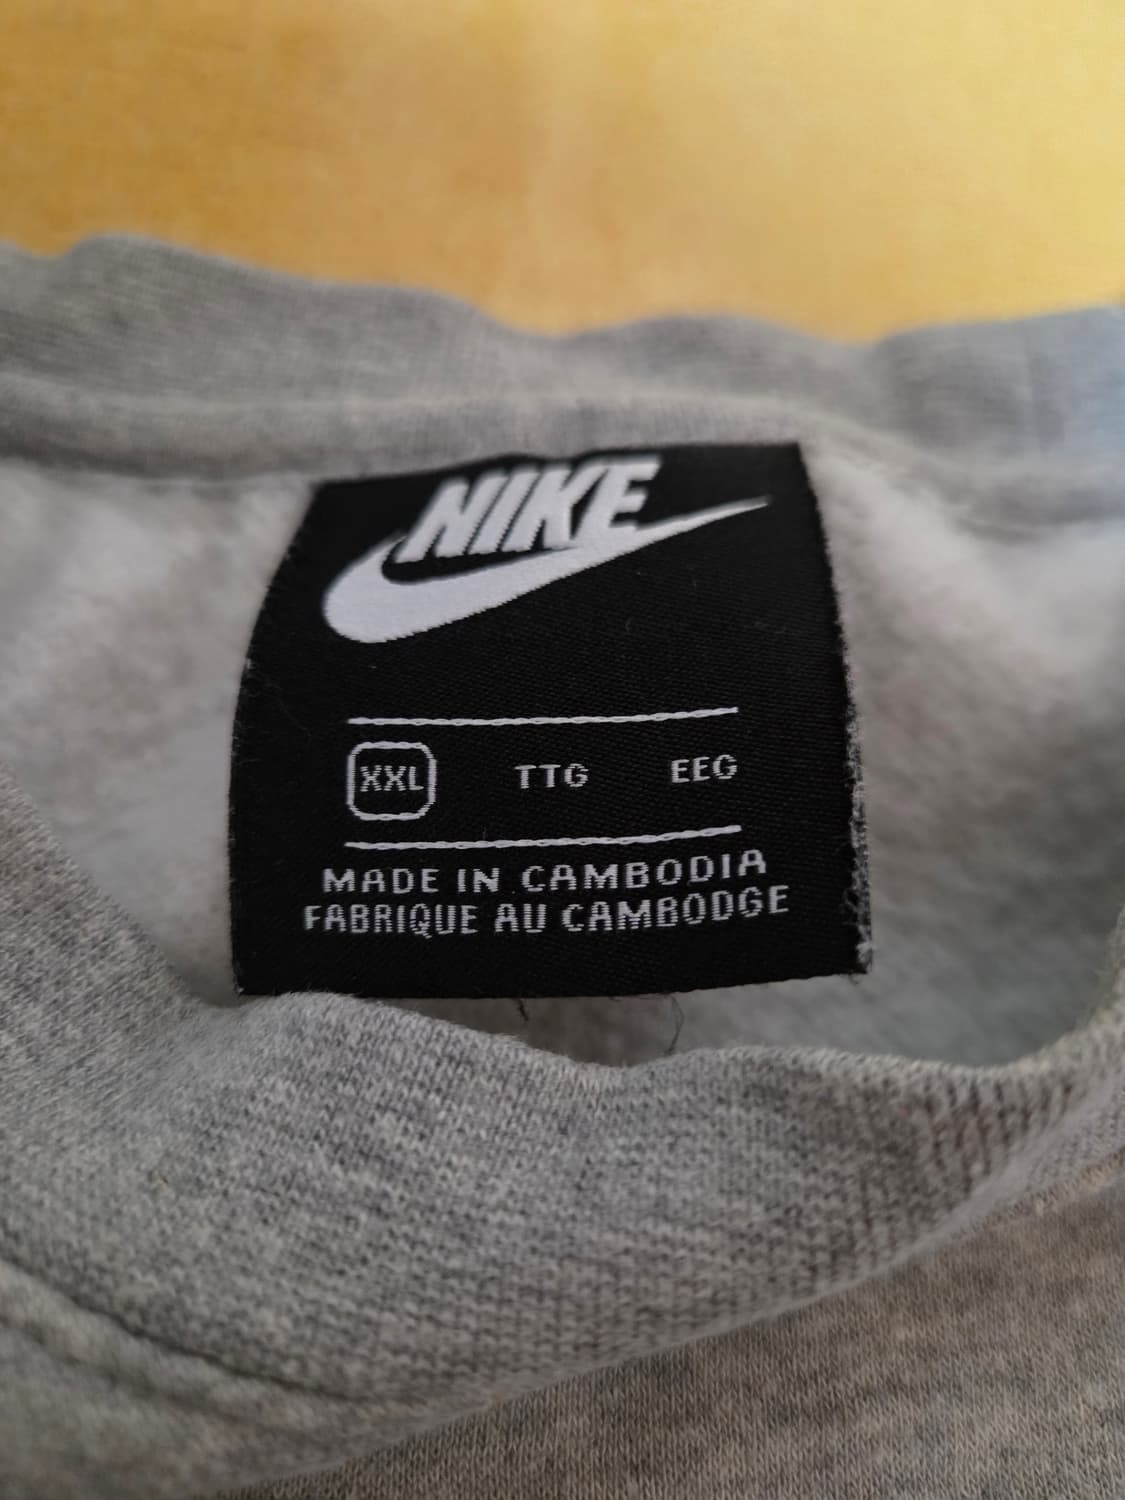 NIKE
XXL TTG EEG
MADE IN CAMBODIA
FABRIQUE AU CAMBODGE